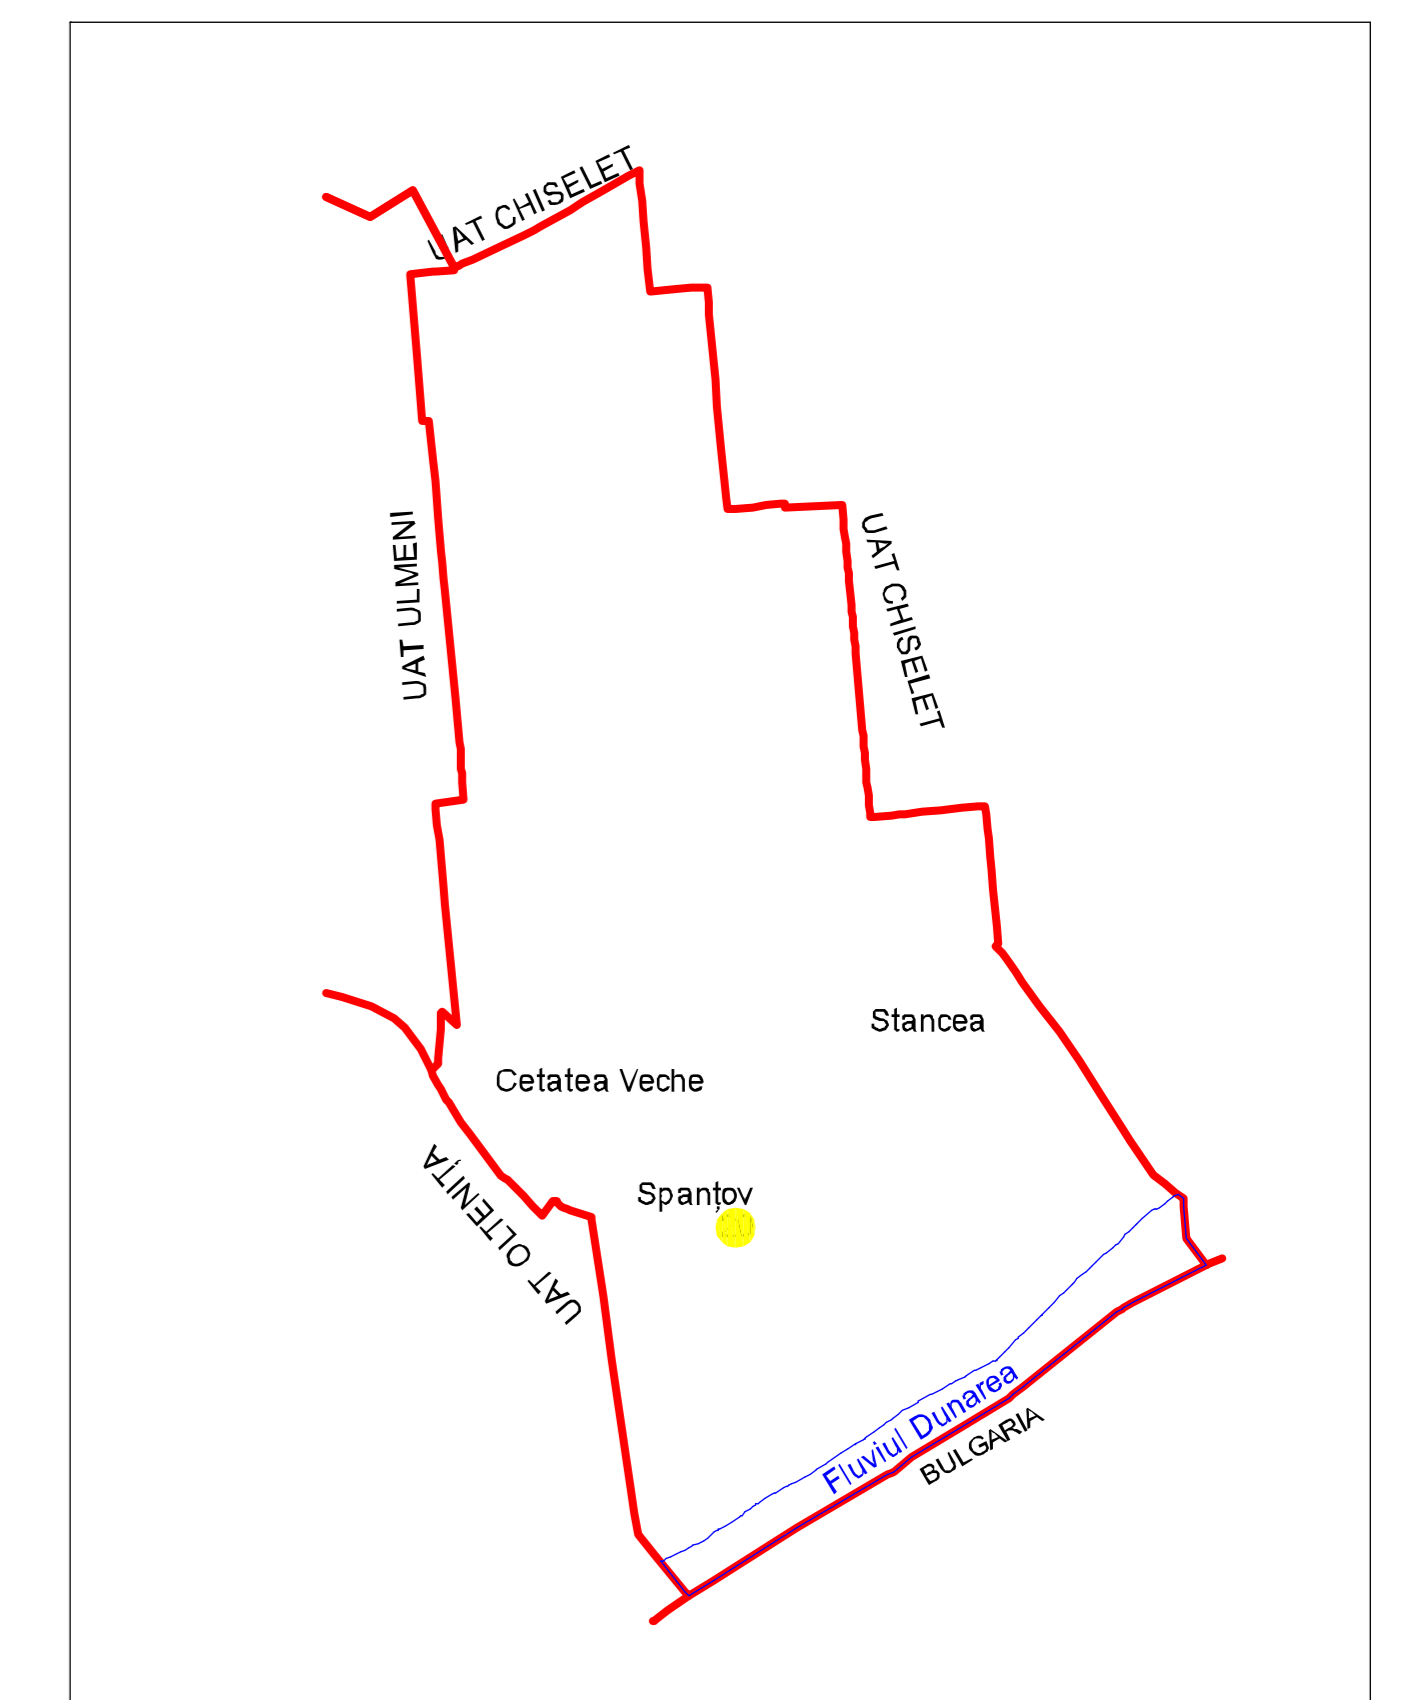 UAT CHISELET
UAT ULMENI
UAT CHISELET
Stancea
Cetatea Veche
UAT OLTENIȚA
Spanțov
Fluviul Dunarea
BULGARIA